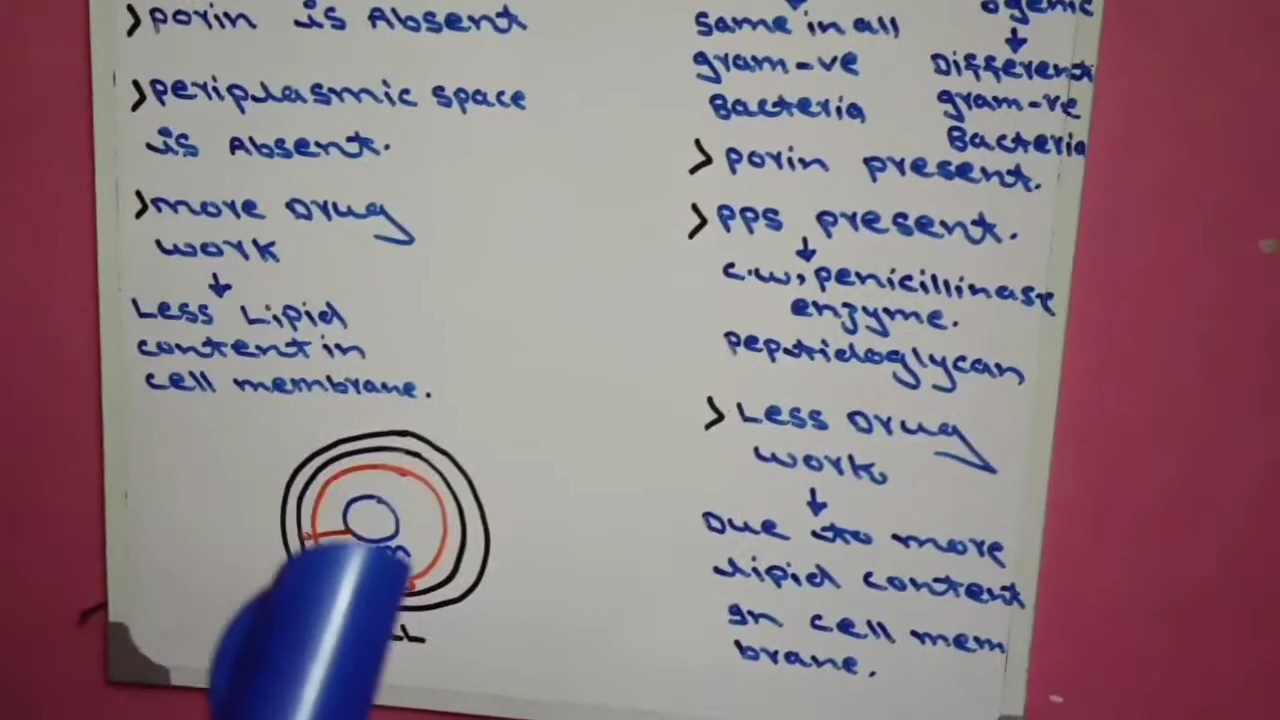 > porin is Absent
> periplasmic space
is Absent.
> more Drug
work
↓
Less Lipid
content in
cell membrane.
ogenic
↓
same in all
gram-ve
Bacteria
Different
gram-ve
Bacteria
> porin present.
> PPS present.
↓
C.W, penicillinase
enzyme.
peptidoglycan
> Less Drug
work
↓
Due to more
lipid content
In cell mem
brane.